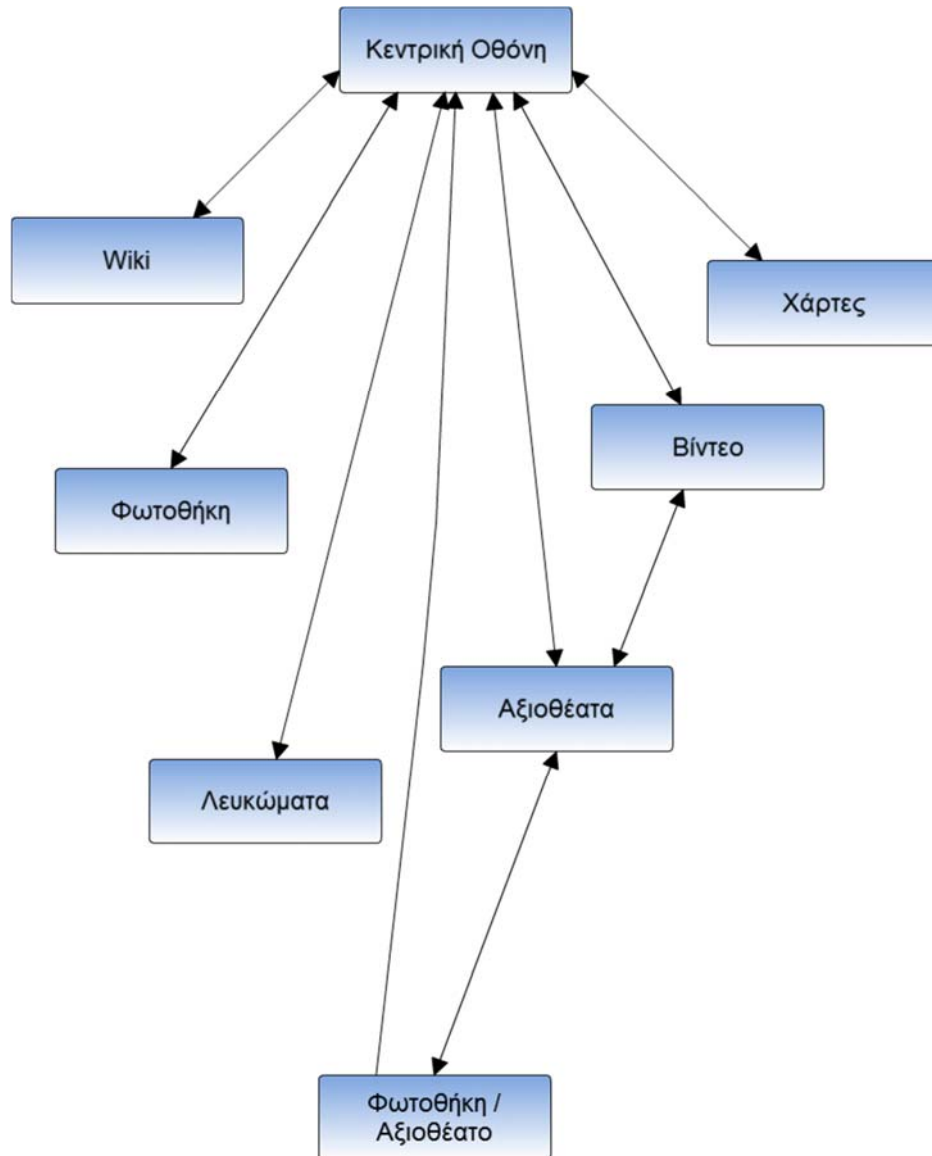 Κεντρική Οθόνη
Wiki
Χάρτες
Βίντεο
Φωτοθήκη
Αξιοθέατα
Λευκώματα
Φωτοθήκη /
Αξιοθέατο